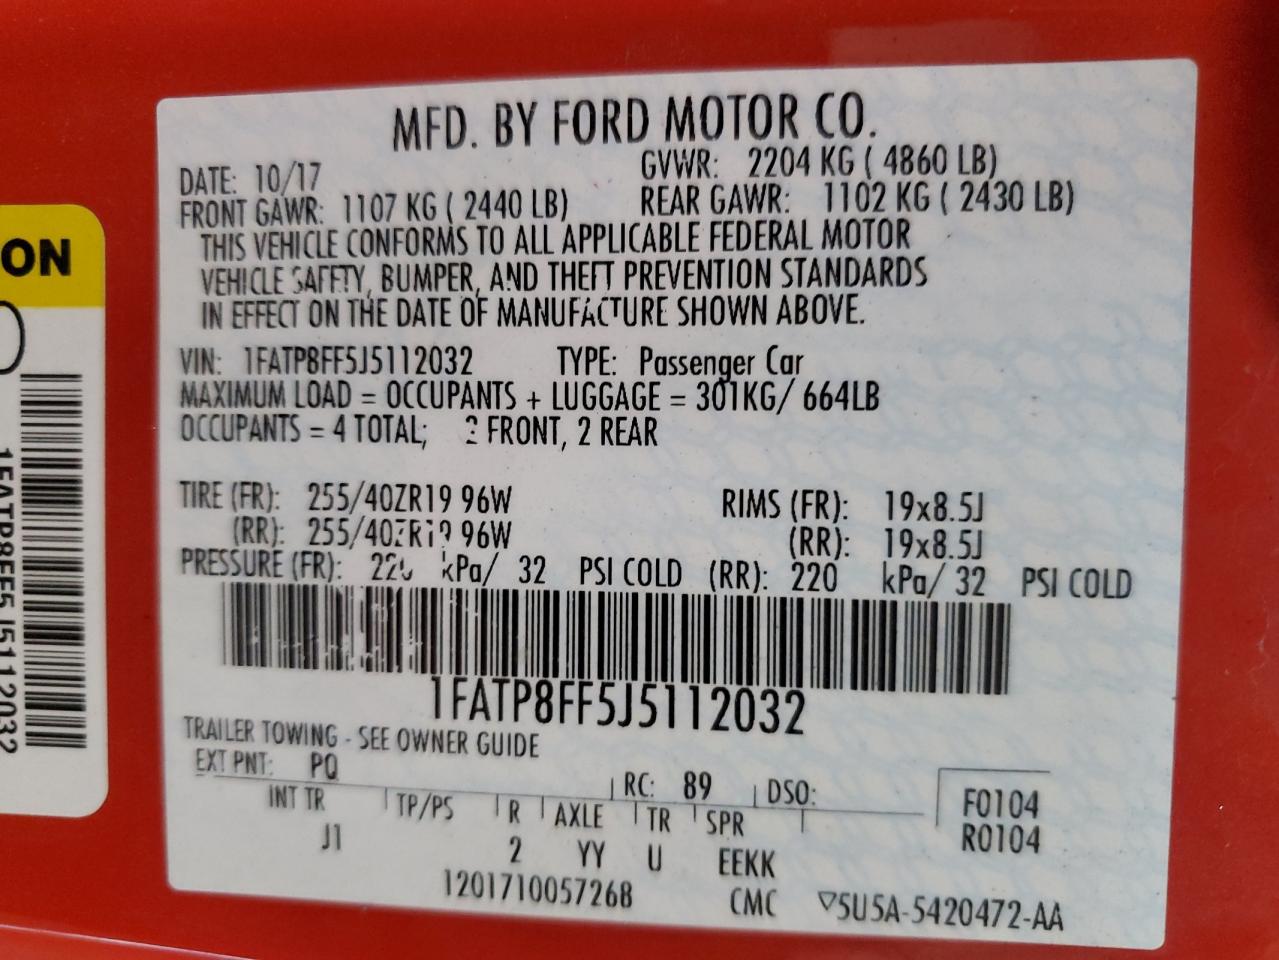 MFD. BY FORD MOTOR CO.
DATE: 10/17 GVWR: 2204 KG ( 4860 LB)
FRONT GAWR: 1107 KG ( 2440 LB) REAR GAWR: 1102 KG ( 2430 LB)
THIS VEHICLE CONFORMS TO ALL APPLICABLE FEDERAL MOTOR
VEHICLE SAFETY, BUMPER, AND THEFT PREVENTION STANDARDS
IN EFFECT ON THE DATE OF MANUFACTURE SHOWN ABOVE.
VIN: 1FATP8FF5J5112032 TYPE: Passenger Car
MAXIMUM LOAD = OCCUPANTS + LUGGAGE = 301KG/ 664LB
OCCUPANTS = 4 TOTAL; 2 FRONT, 2 REAR
TIRE (FR): 255/40ZR19 96W RIMS (FR): 19x8.5J
(RR): 255/40ZR19 96W (RR): 19x8.5J
PRESSURE (FR): 220 kPa/ 32 PSI COLD (RR): 220 kPa/ 32 PSI COLD
1FATP8FF5J5112032
TRAILER TOWING - SEE OWNER GUIDE
EXT PNT: PQ RC: 89 DSO:
INT TR TP/PS R AXLE TR SPR F0104
J1 2 YY U EEKK R0104
1201710057268 CMC ▽5U5A-5420472-AA
ON
1FATP8FF5J5112032